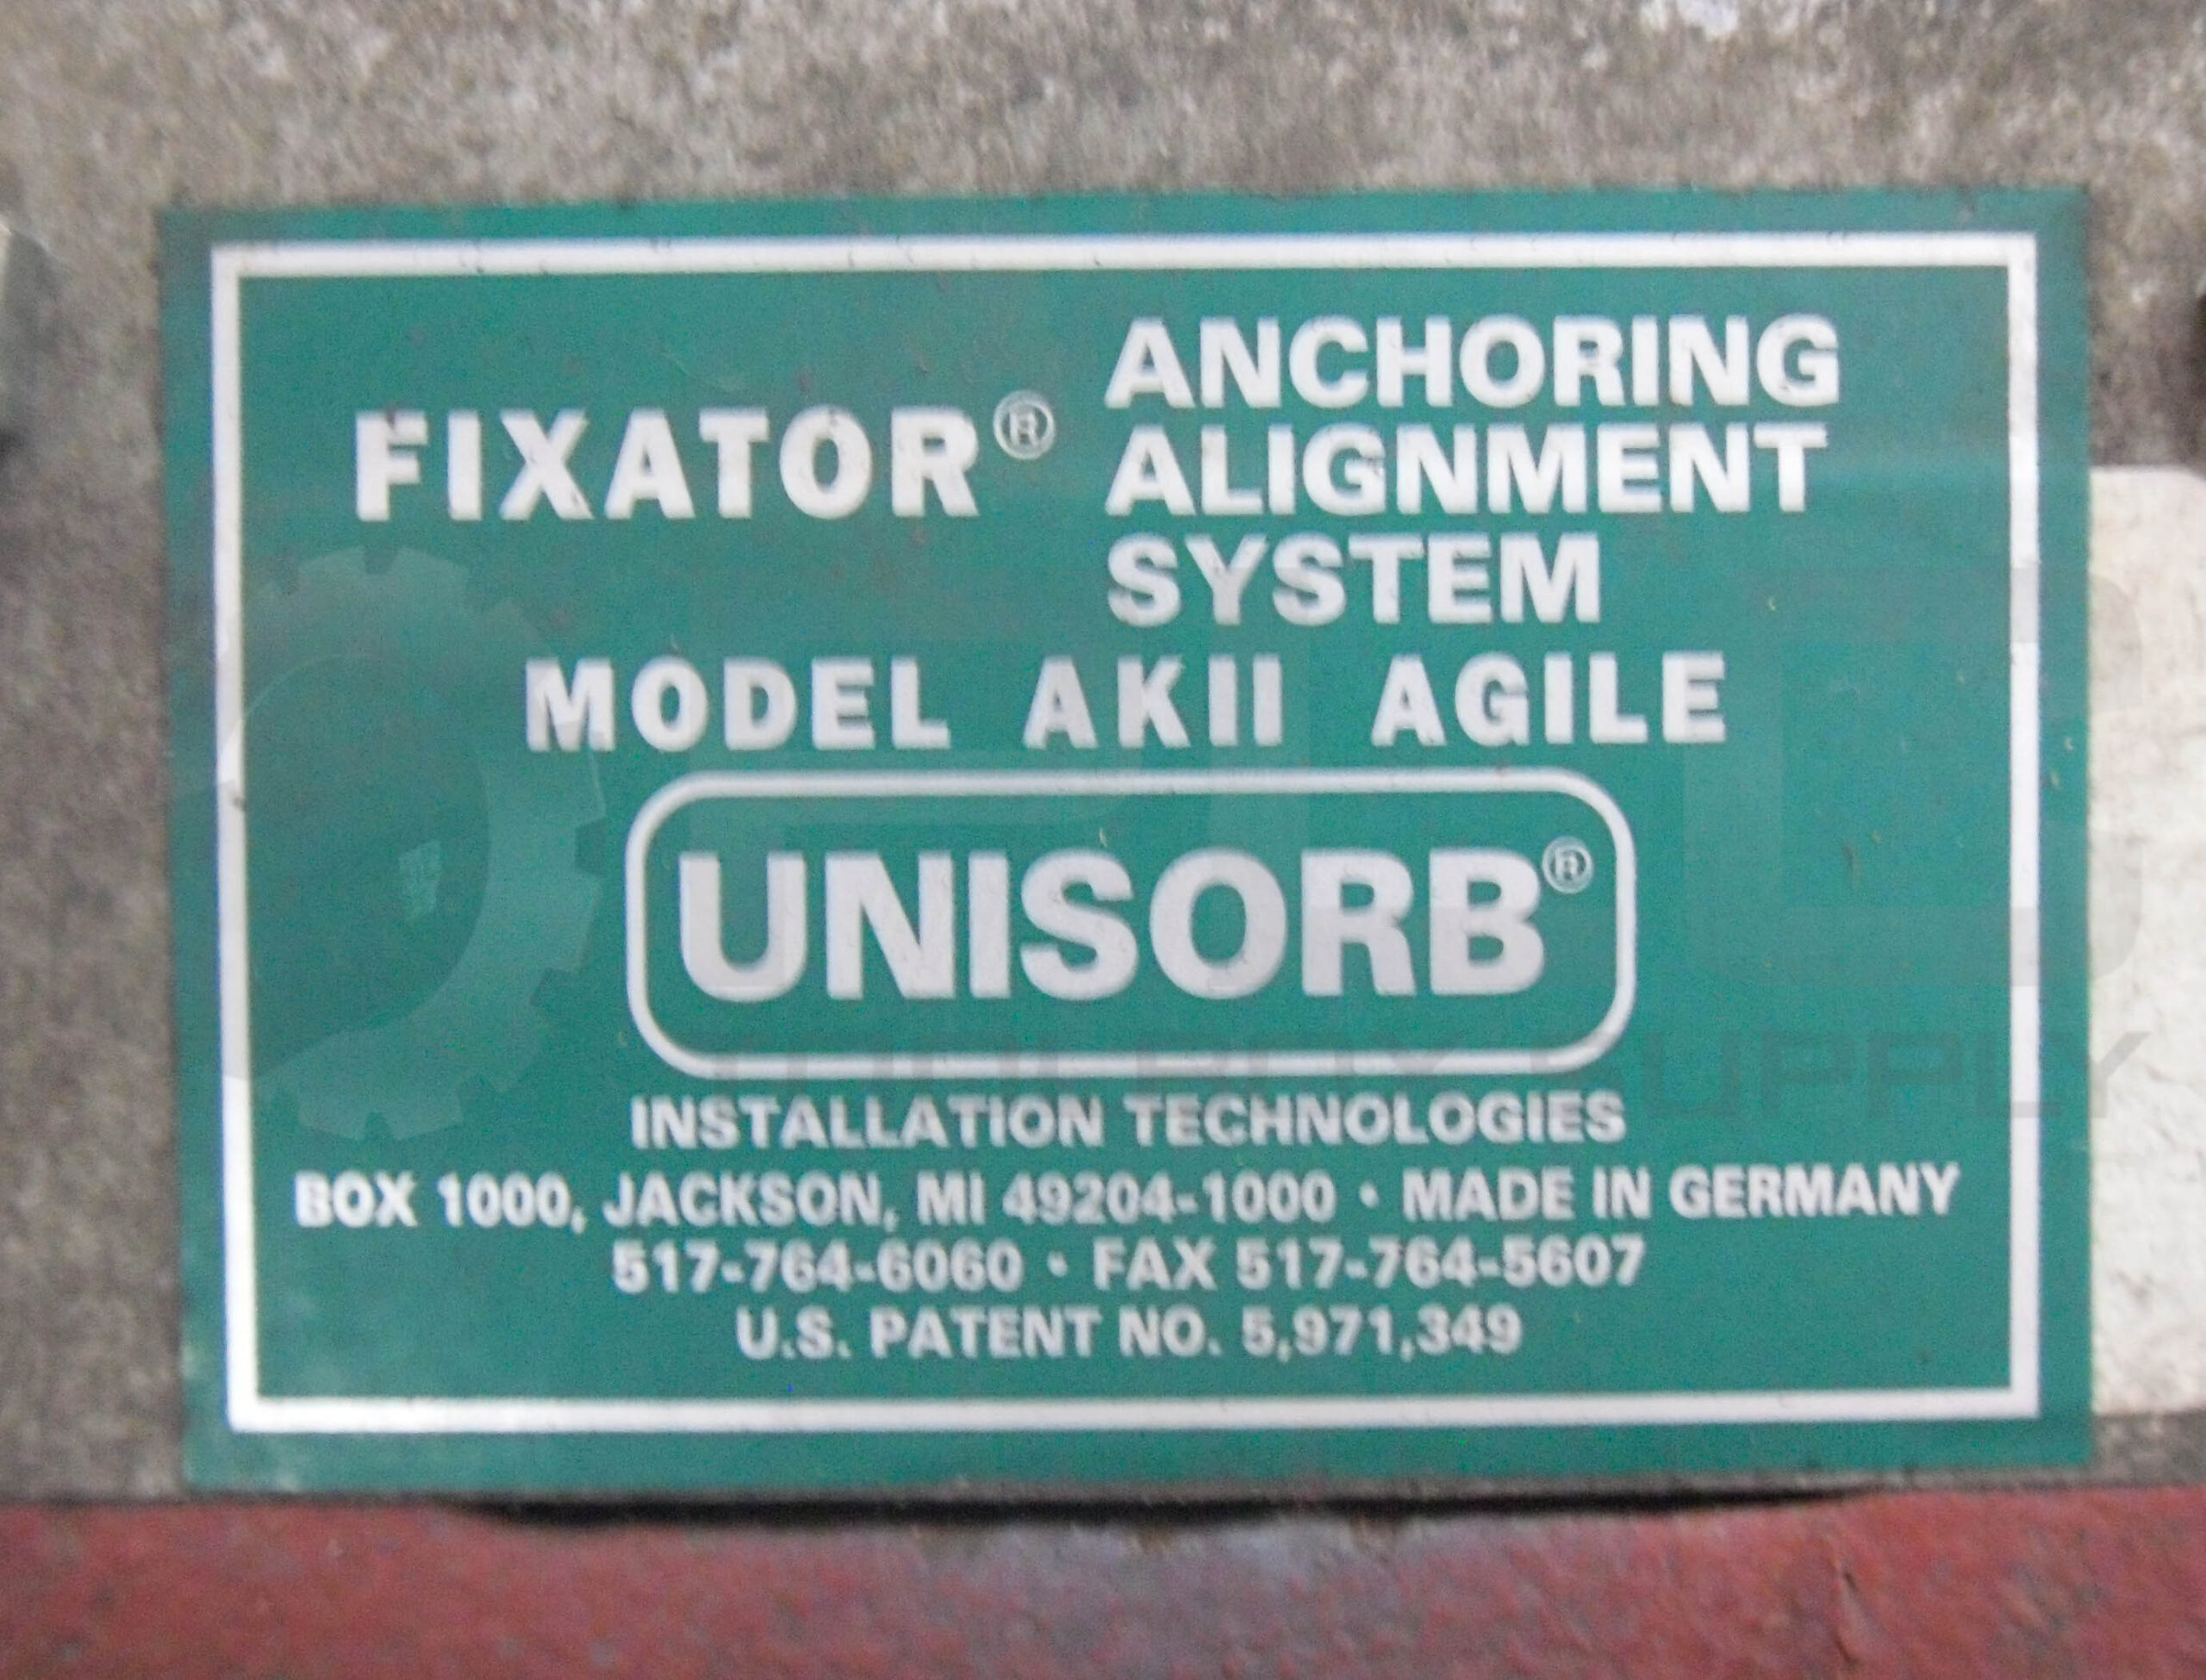 FIXATOR® ANCHORING
ALIGNMENT
SYSTEM
MODEL AKII AGILE
UNISORB®
INSTALLATION TECHNOLOGIES
BOX 1000, JACKSON, MI 49204-1000 • MADE IN GERMANY
517-764-6060 • FAX 517-764-5607
U.S. PATENT NO. 5,971,349
SUPPLY